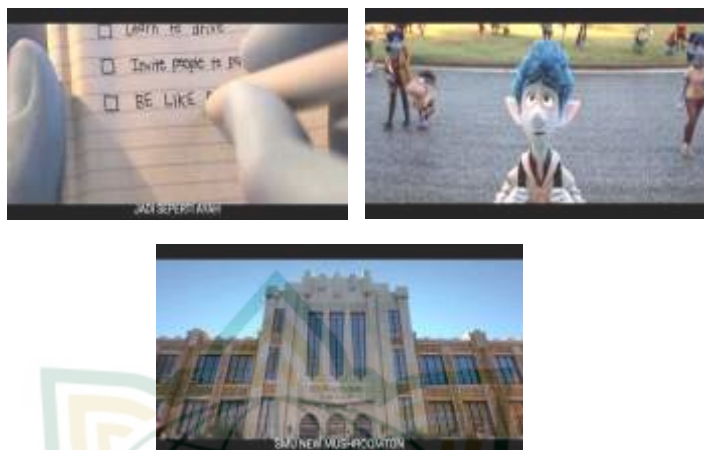 Learn to drive
Invite people to
BE LIKE
JADI SEPERTI AYAH
SMU NEW MUSHROOMTON